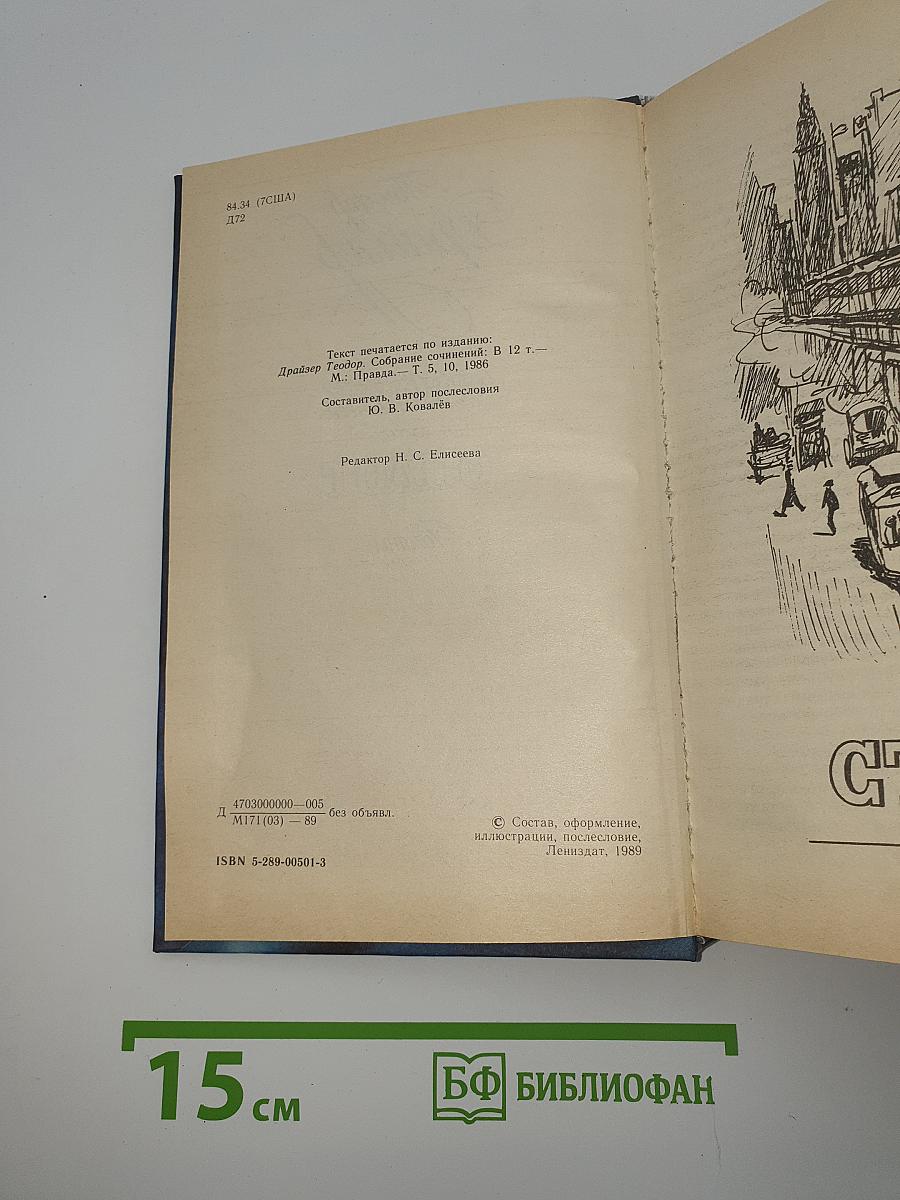 84.34 (7США)
Д72
Текст печатается по изданию:
Драйзер Теодор. Собрание сочинений: В 12 т.—
М.: Правда.— Т. 5, 10, 1986
Составитель, автор послесловия
Ю. В. Ковалёв
Редактор Н. С. Елисеева
Д 4703000000—005 без объявл.
М171(03) — 89
© Состав, оформление,
иллюстрации, послесловие,
Лениздат, 1989
ISBN 5-289-00501-3
СТ
15 см
БФ БИБЛИОФАН